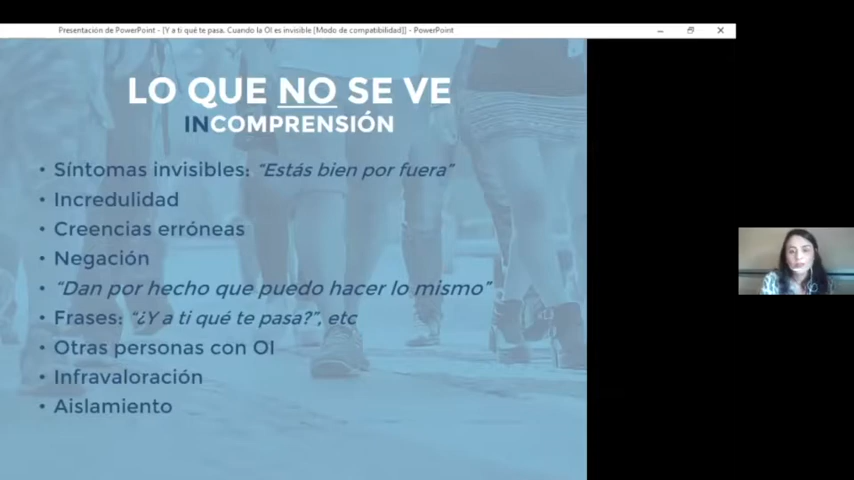 Presentación de PowerPoint - [Y a ti qué te pasa. Cuando la OI es invisible [Modo de compatibilidad]] - PowerPoint
LO QUE NO SE VE
INCOMPRENSIÓN
• Síntomas invisibles: “Estás bien por fuera”
• Incredulidad
• Creencias erróneas
• Negación
• “Dan por hecho que puedo hacer lo mismo”
• Frases: “¿Y a ti qué te pasa?”, etc
• Otras personas con OI
• Infravaloración
• Aislamiento